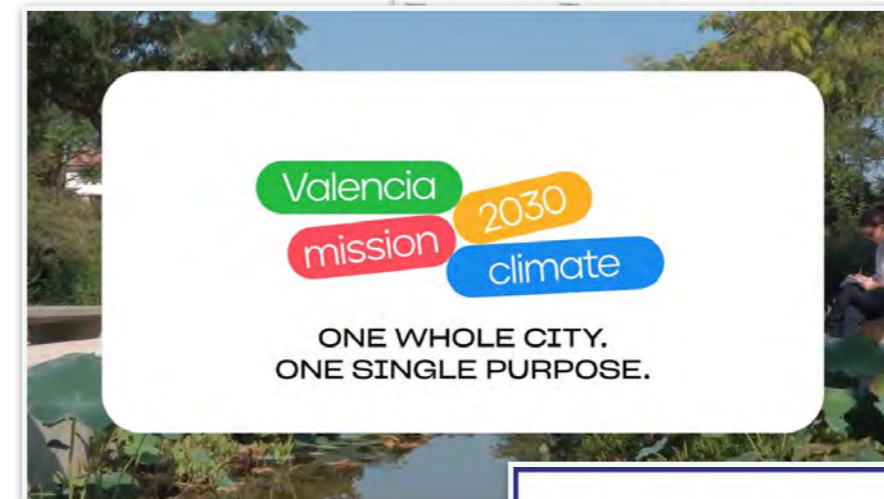 Valencia
2030
mission
climate
ONE WHOLE CITY.
ONE SINGLE PURPOSE.